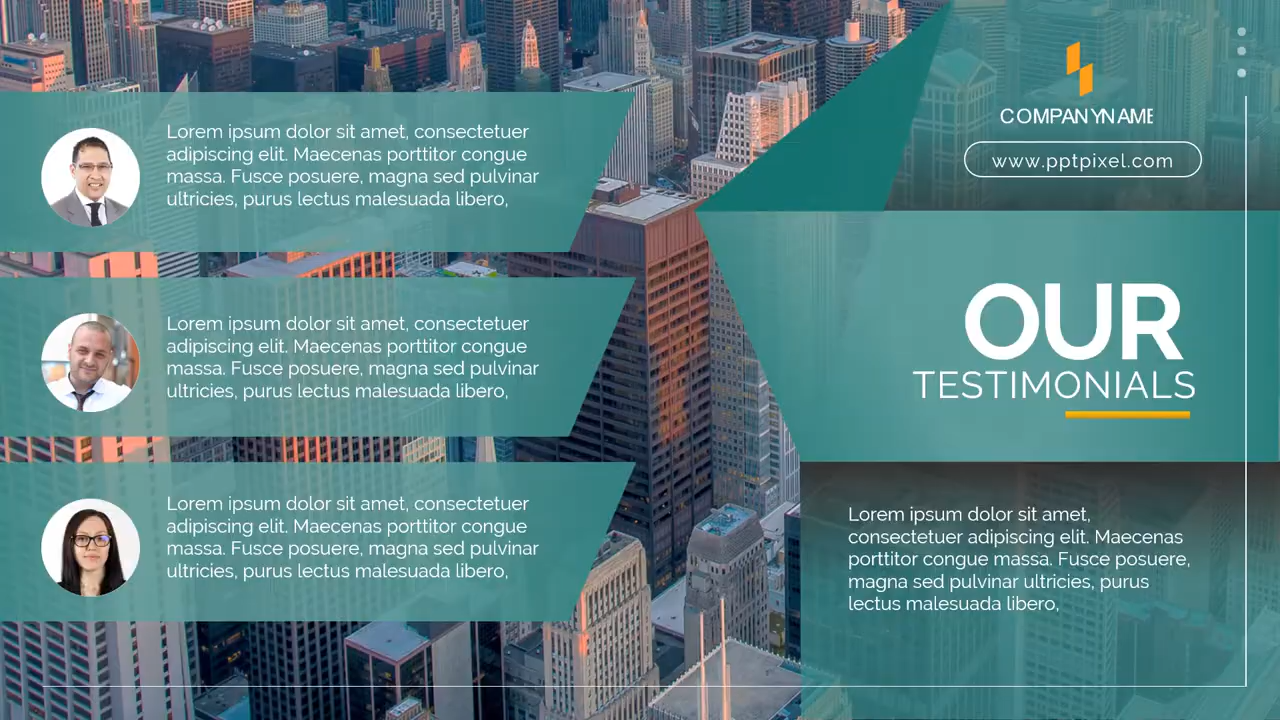 Lorem ipsum dolor sit amet, consectetuer
adipiscing elit. Maecenas porttitor congue
massa. Fusce posuere, magna sed pulvinar
ultricies, purus lectus malesuada libero,
Lorem ipsum dolor sit amet, consectetuer
adipiscing elit. Maecenas porttitor congue
massa. Fusce posuere, magna sed pulvinar
ultricies, purus lectus malesuada libero,
Lorem ipsum dolor sit amet, consectetuer
adipiscing elit. Maecenas porttitor congue
massa. Fusce posuere, magna sed pulvinar
ultricies, purus lectus malesuada libero,
COMPANYNAME
www.pptpixel.com
OUR
TESTIMONIALS
Lorem ipsum dolor sit amet,
consectetuer adipiscing elit. Maecenas
porttitor congue massa. Fusce posuere,
magna sed pulvinar ultricies, purus
lectus malesuada libero,